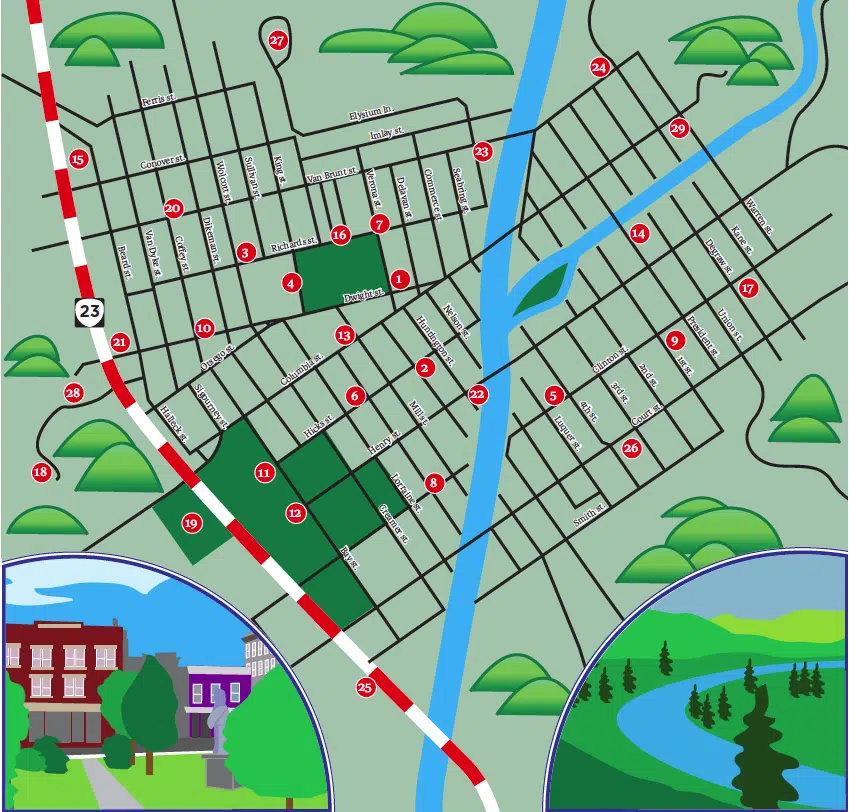 27
24
Ferris st.
Elysium ln.
Imlay st.
29
15
Conover st.
23
King st.
Sullivan st.
Wolcott st.
Van Brunt st.
Verona st.
Delavan st.
Commerce st.
Seabring st.
20
Warren st.
Kane st.
Degraw st.
7
16
14
Beard st.
Van Dyke st.
Coffey st.
Dikeman st.
3
Richards st.
4
1
17
Dwight st.
23
Nelson st.
Huntington st.
Union st.
President st.
10
13
21
9
Otsego st.
Columbia st.
2
Clinton st.
1st st.
2nd st.
3rd st.
4th st.
28
Sigourney st.
6
22
5
Halleck st.
Mill st.
Court st.
Hicks st.
Luquer st.
Henry st.
26
18
11
Lorraine st.
8
19
12
Creamer st.
Smith st.
Bay st.
25